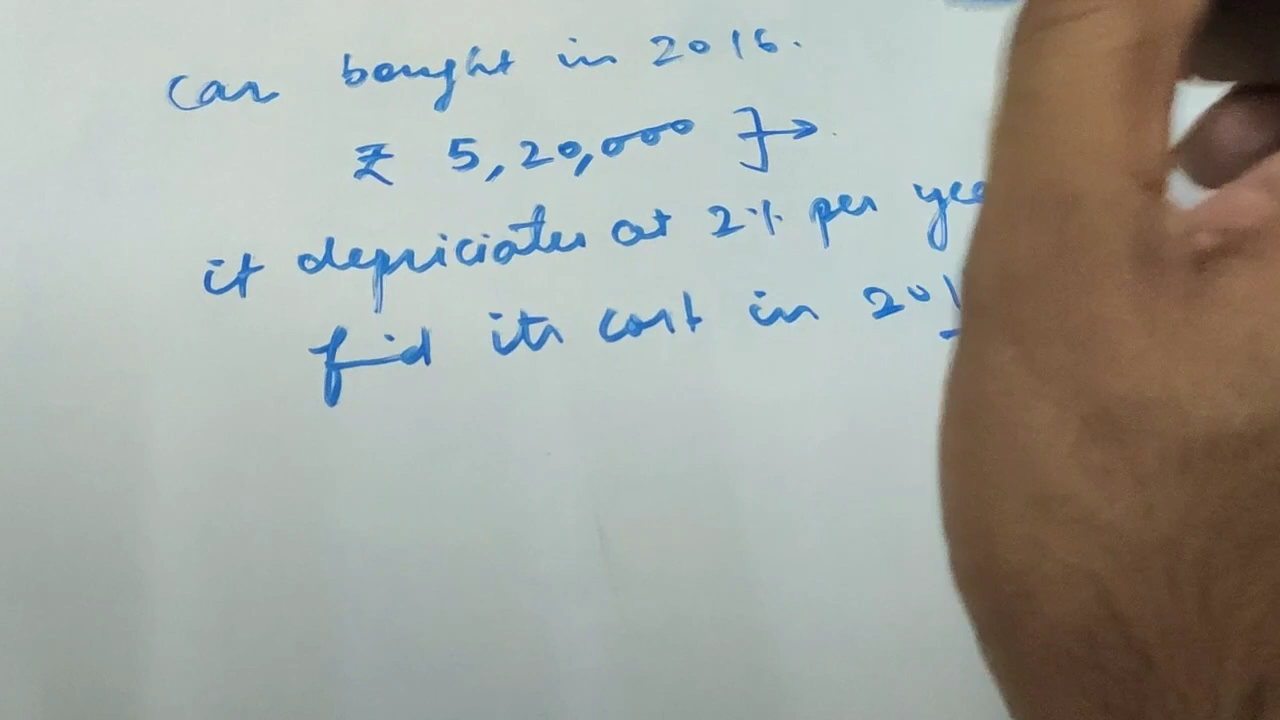 Car bought in 2016.
₹ 5,20,000 }→
it depriciates at 2% per
find its cost in